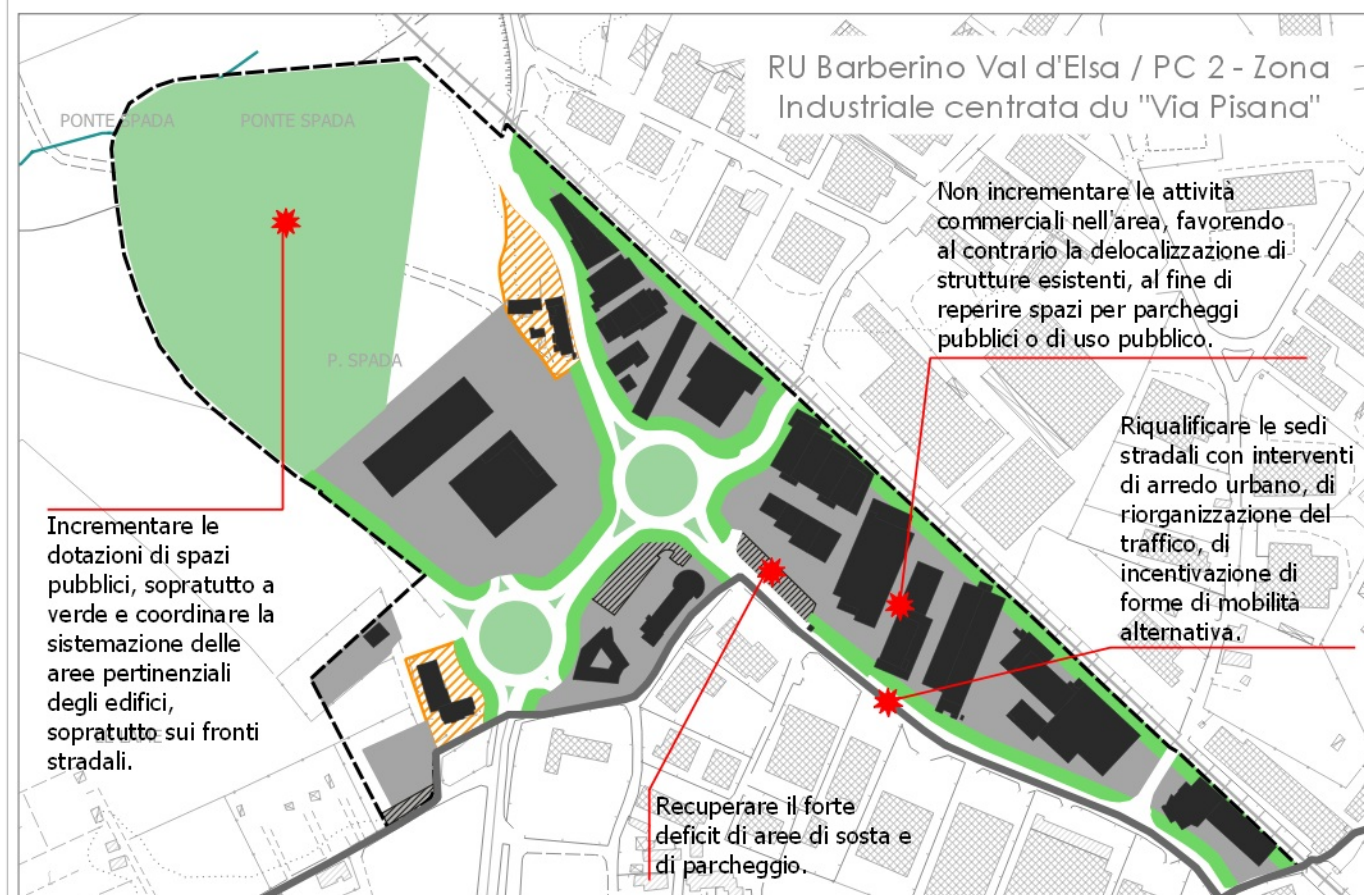 RU Barberino Val d'Elsa / PC 2 - Zona
Industriale centrata du "Via Pisana"
PONTE SPADA
PONTE SPADA
P. SPADA
Non incrementare le attività
commerciali nell'area, favorendo
al contrario la delocalizzazione di
strutture esistenti, al fine di
reperire spazi per parcheggi
pubblici o di uso pubblico.
Riqualificare le sedi
stradali con interventi
di arredo urbano, di
riorganizzazione del
traffico, di
incentivazione di
forme di mobilità
alternativa.
Incrementare le
dotazioni di spazi
pubblici, sopratutto a
verde e coordinare la
sistemazione delle
aree pertinenziali
degli edifici,
sopratutto sui fronti
stradali.
Recuperare il forte
deficit di aree di sosta e
di parcheggio.